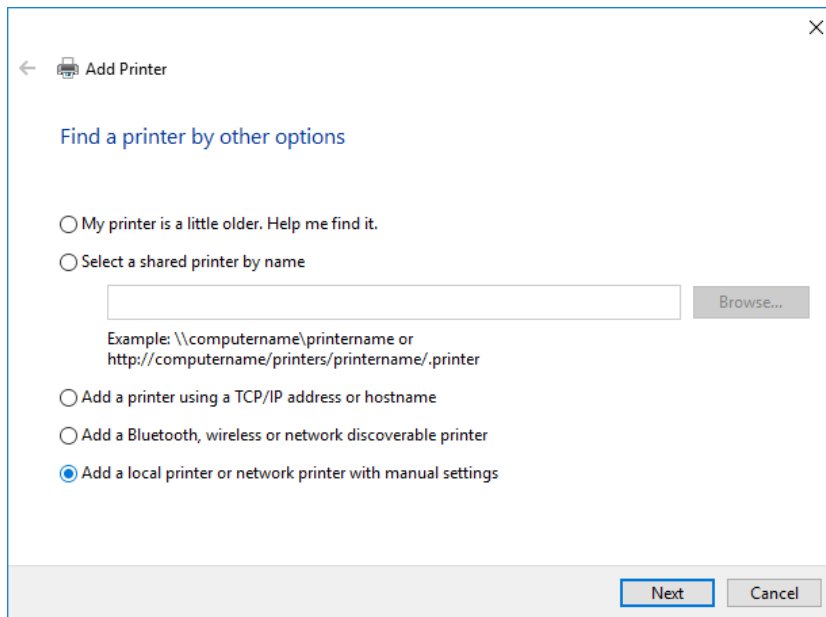 Add Printer
Find a printer by other options
My printer is a little older. Help me find it.
Select a shared printer by name
Browse...
Example: \\computername\printername or
http://computername/printers/printername/.printer
Add a printer using a TCP/IP address or hostname
Add a Bluetooth, wireless or network discoverable printer
Add a local printer or network printer with manual settings
Next Cancel